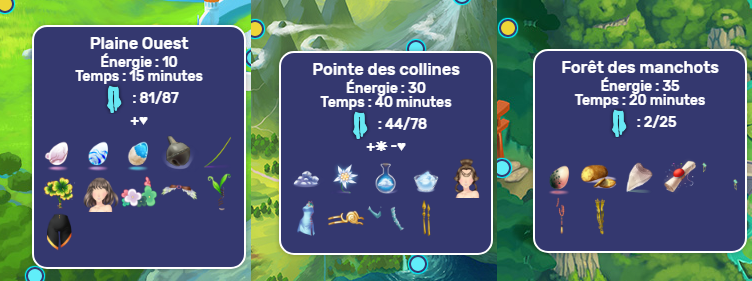 Plaine Ouest
Énergie : 10
Temps : 15 minutes
: 81/87
+♥
Pointe des collines
Énergie : 30
Temps : 40 minutes
: 44/78
+❋ -♥
Forêt des manchots
Énergie : 35
Temps : 20 minutes
: 2/25